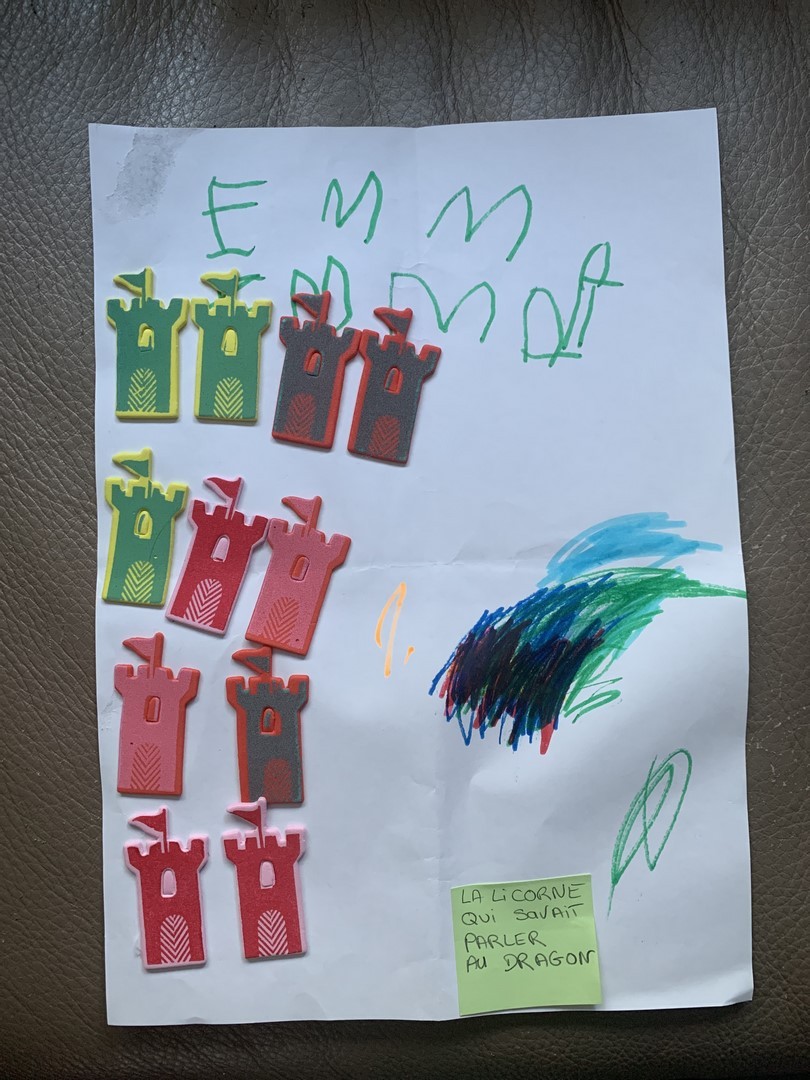 EMM
EMMA
LA LiCORNE
QUi SAVAIT
PARLER
AU DRAGON